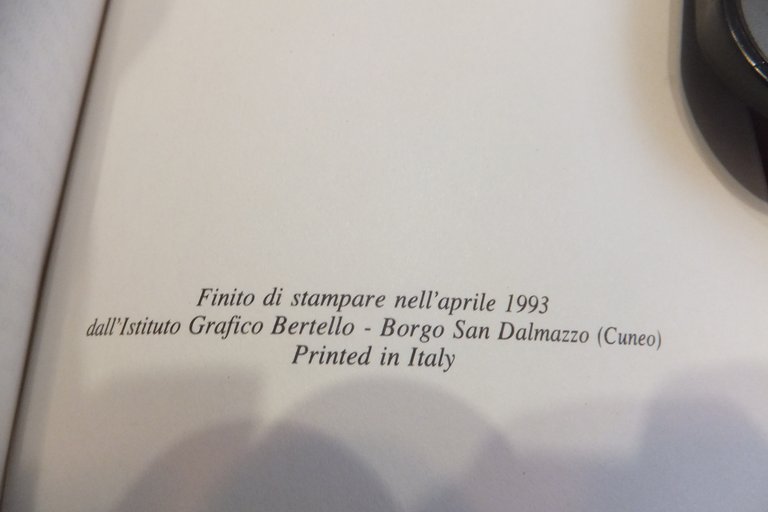 Finito di stampare nell'aprile 1993
dall'Istituto Grafico Bertello - Borgo San Dalmazzo (Cuneo)
Printed in Italy